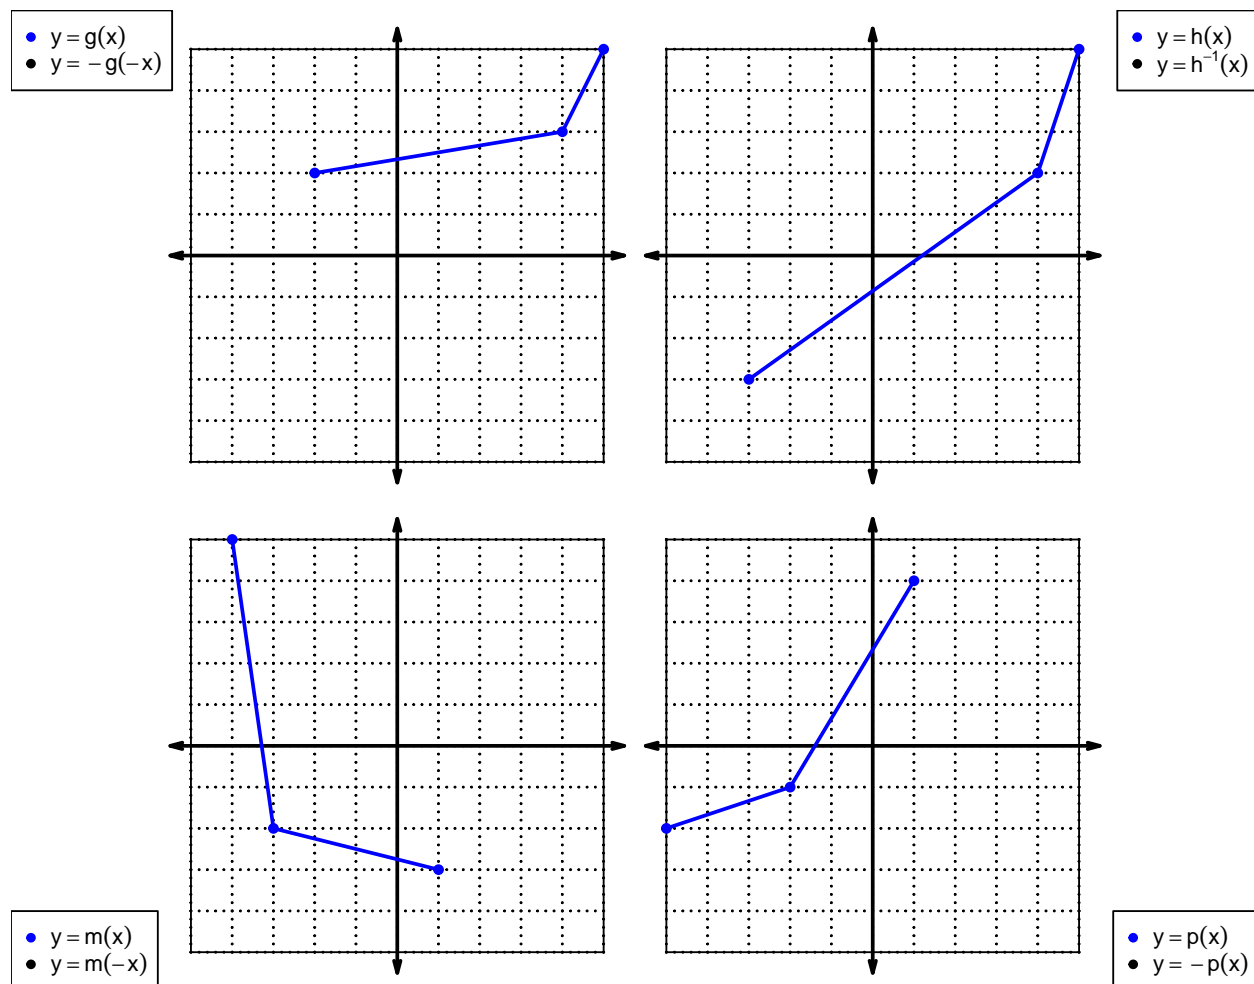 y = g(x)
y = −g(−x)
y = h(x)
y = h⁻¹(x)
y = m(x)
y = m(−x)
y = p(x)
y = −p(x)